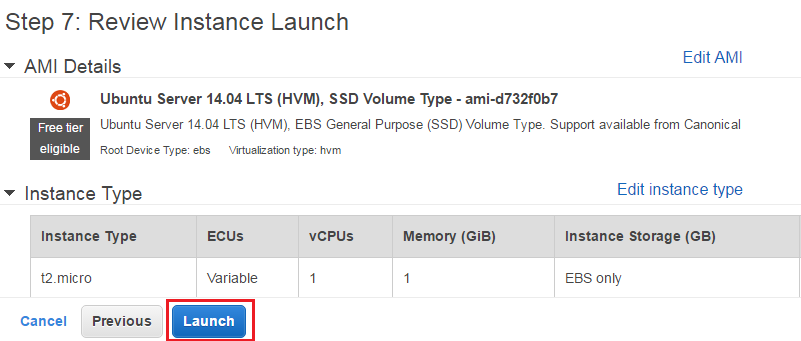 Step 7: Review Instance Launch
AMI Details
Edit AMI
Ubuntu Server 14.04 LTS (HVM), SSD Volume Type - ami-d732f0b7
Free tier
eligible
Ubuntu Server 14.04 LTS (HVM), EBS General Purpose (SSD) Volume Type. Support available from Canonical
Root Device Type: ebs Virtualization type: hvm
Instance Type
Edit instance type
Instance Type ECUs vCPUs Memory (GiB) Instance Storage (GB)
t2.micro Variable 1 1 EBS only
Cancel Previous Launch